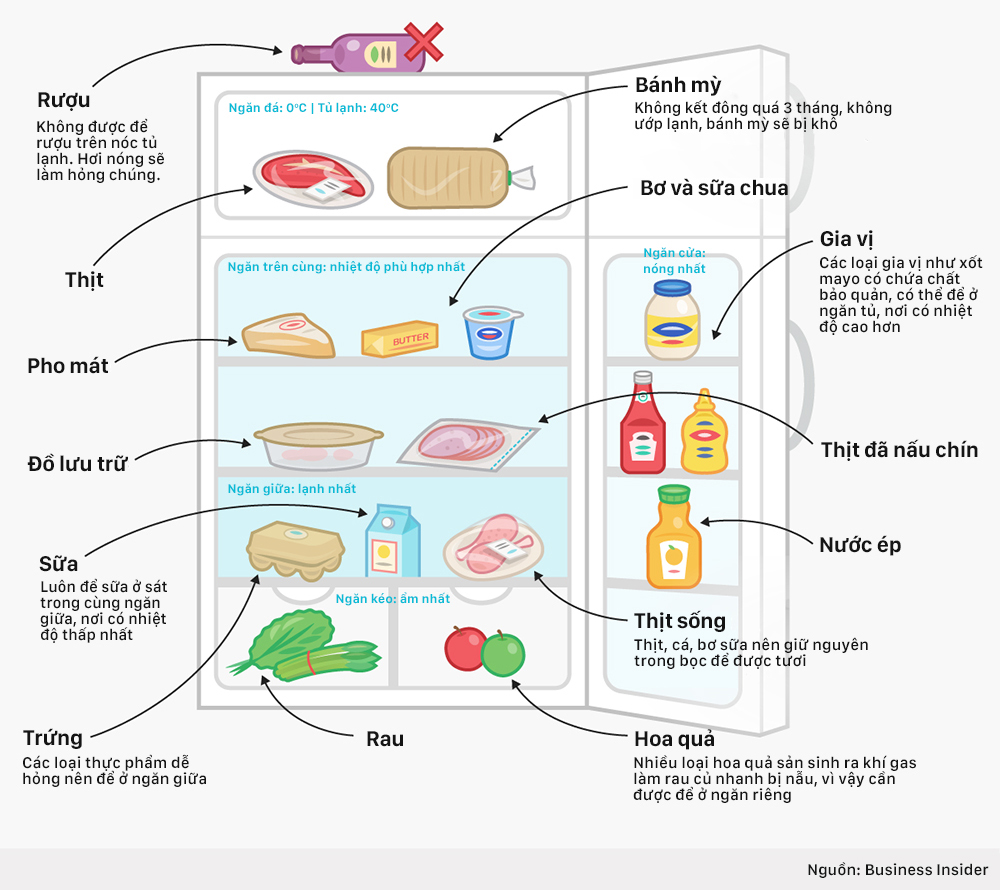 Rượu
Không được để
rượu trên nóc tủ
lạnh. Hơi nóng sẽ
làm hỏng chúng.
Ngăn đá: 0°C | Tủ lạnh: 40°C
Bánh mỳ
Không kết đông quá 3 tháng, không
ướp lạnh, bánh mỳ sẽ bị khô
Bơ và sữa chua
Thịt
Gia vị
Các loại gia vị như xốt
mayo có chứa chất
bảo quản, có thể để ở
ngăn tủ, nơi có nhiệt
độ cao hơn
Ngăn cửa:
nóng nhất
Ngăn trên cùng: nhiệt độ phù hợp nhất
BUTTER
Pho mát
Đồ lưu trữ
Thịt đã nấu chín
Ngăn giữa: lạnh nhất
Sữa
Luôn để sữa ở sát
trong cùng ngăn
giữa, nơi có nhiệt
độ thấp nhất
Nước ép
Ngăn kéo: ẩm nhất
Thịt sống
Thịt, cá, bơ sữa nên giữ nguyên
trong bọc để được tươi
Trứng
Các loại thực phẩm dễ
hỏng nên để ở ngăn giữa
Rau
Hoa quả
Nhiều loại hoa quả sản sinh ra khí gas
làm rau củ nhanh bị nẫu, vì vậy cần
được để ở ngăn riêng
Nguồn: Business Insider